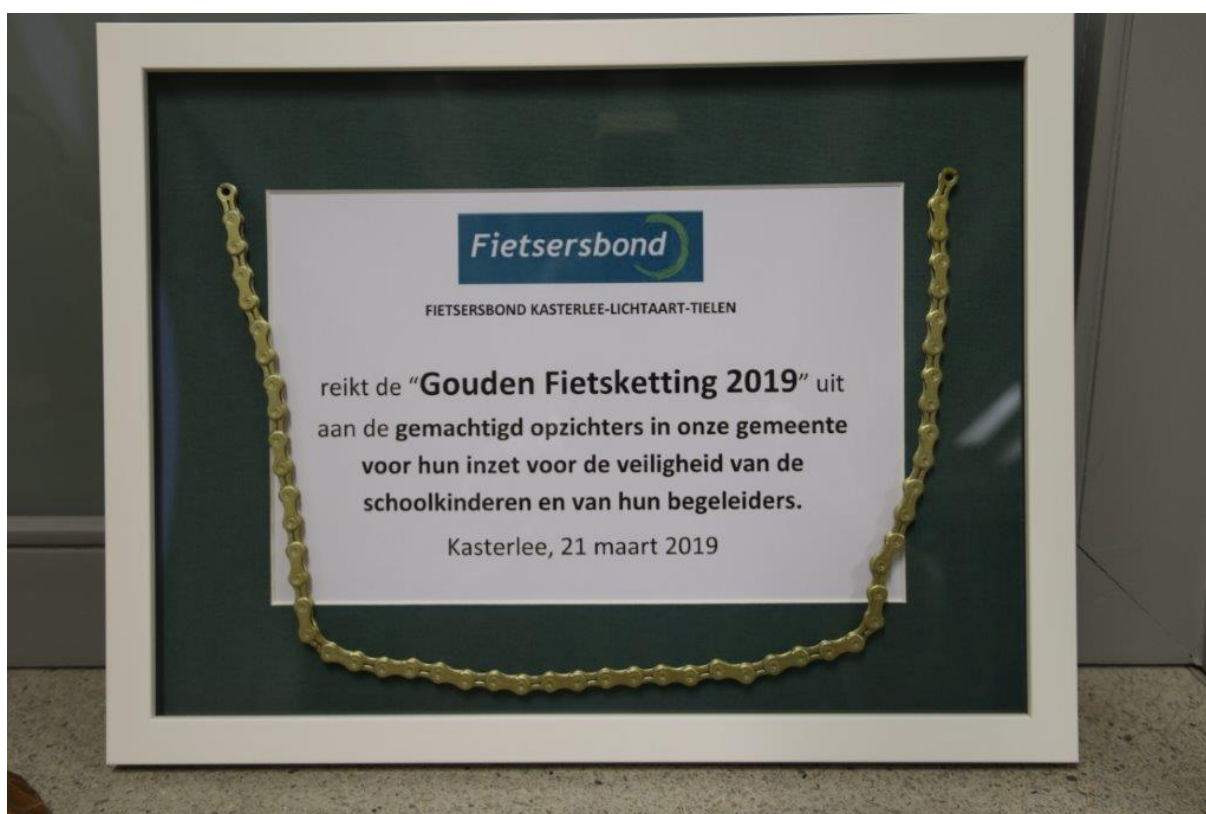 Fietsersbond
FIETSERSBOND KASTERLEE-LICHTAART-TIELEN
reikt de “Gouden Fietsketting 2019” uit
aan de gemachtigd opzichters in onze gemeente
voor hun inzet voor de veiligheid van de
schoolkinderen en van hun begeleiders.
Kasterlee, 21 maart 2019